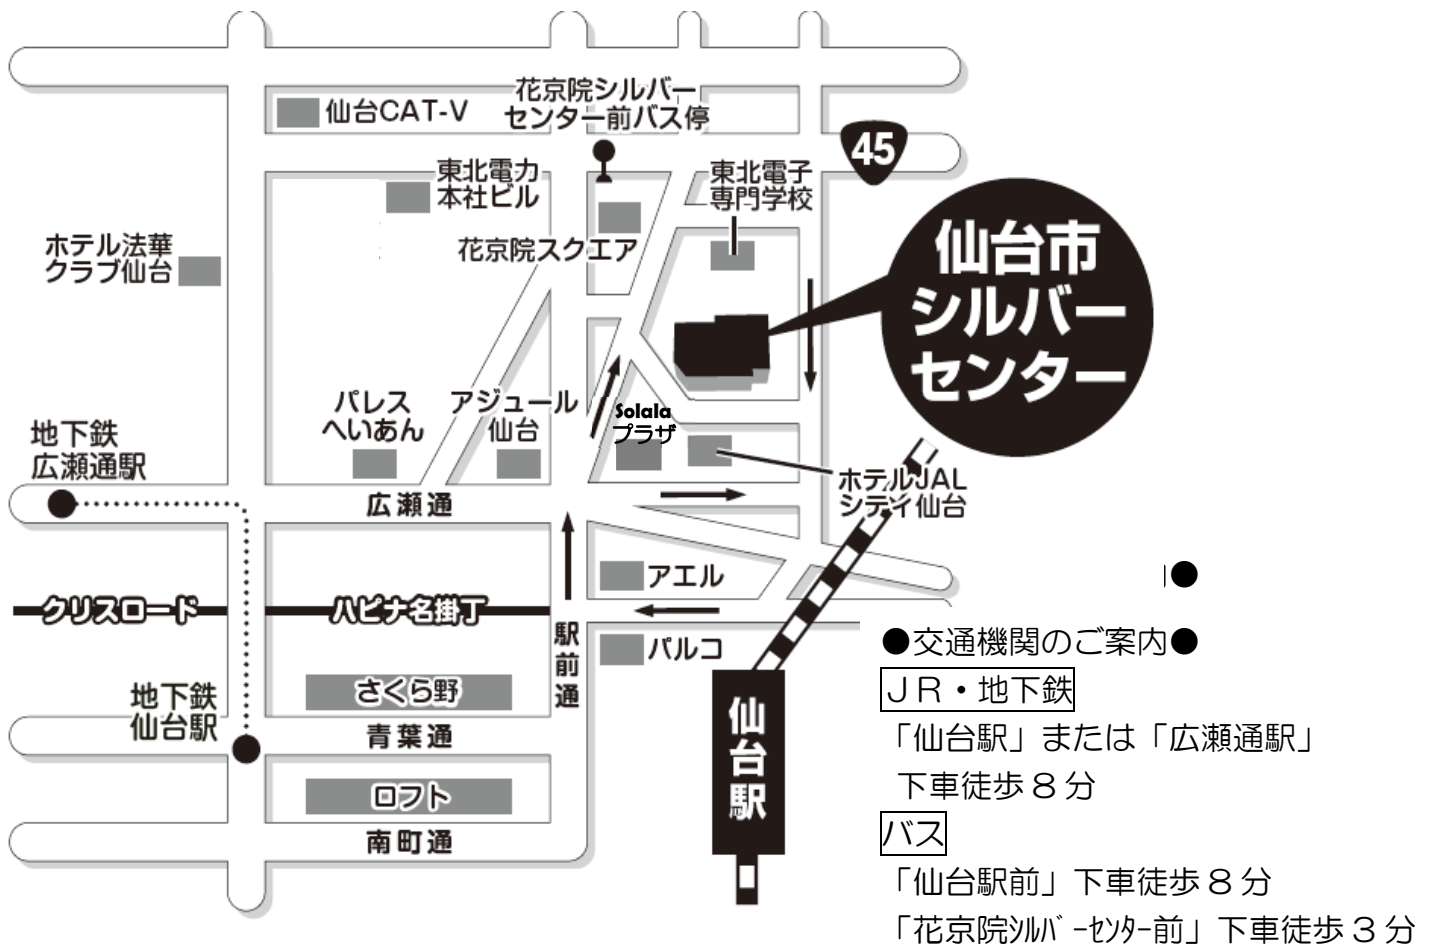 仙台CAT-V
花京院シルバー
センター前バス停
45
東北電力
本社ビル
東北電子
専門学校
ホテル法華
クラブ仙台
花京院スクエア
仙台市
シルバー
センター
パレス
へいあん
アジュール
仙台
Solala
プラザ
地下鉄
広瀬通駅
広瀬通
ホテルJAL
シティ仙台
アエル
●
クリスロード
ハピナ名掛丁
駅前通
パルコ
地下鉄
仙台駅
さくら野
青葉通
ロフト
南町通
仙台駅
●交通機関のご案内●
ＪＲ・地下鉄
「仙台駅」または「広瀬通駅」
下車徒歩８分
バス
「仙台駅前」下車徒歩８分
「花京院ｼﾙﾊﾞｰｾﾝﾀｰ前」下車徒歩３分